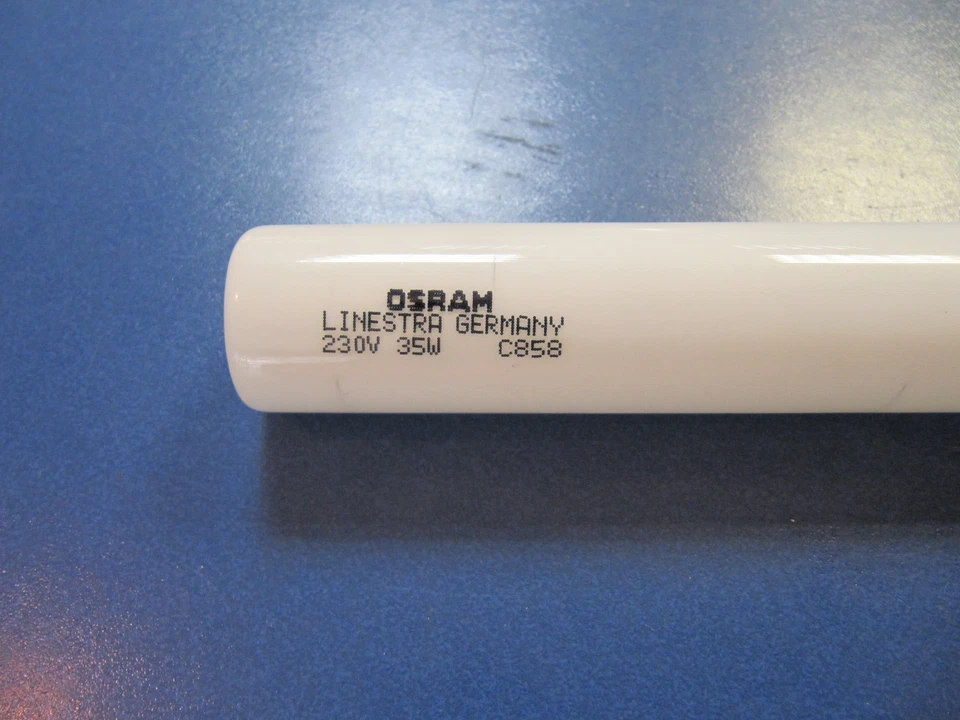 OSRAM
LINESTRA GERMANY
230V 35W C858